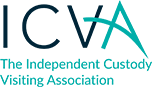 ICVA
The Independent Custody
Visiting Association